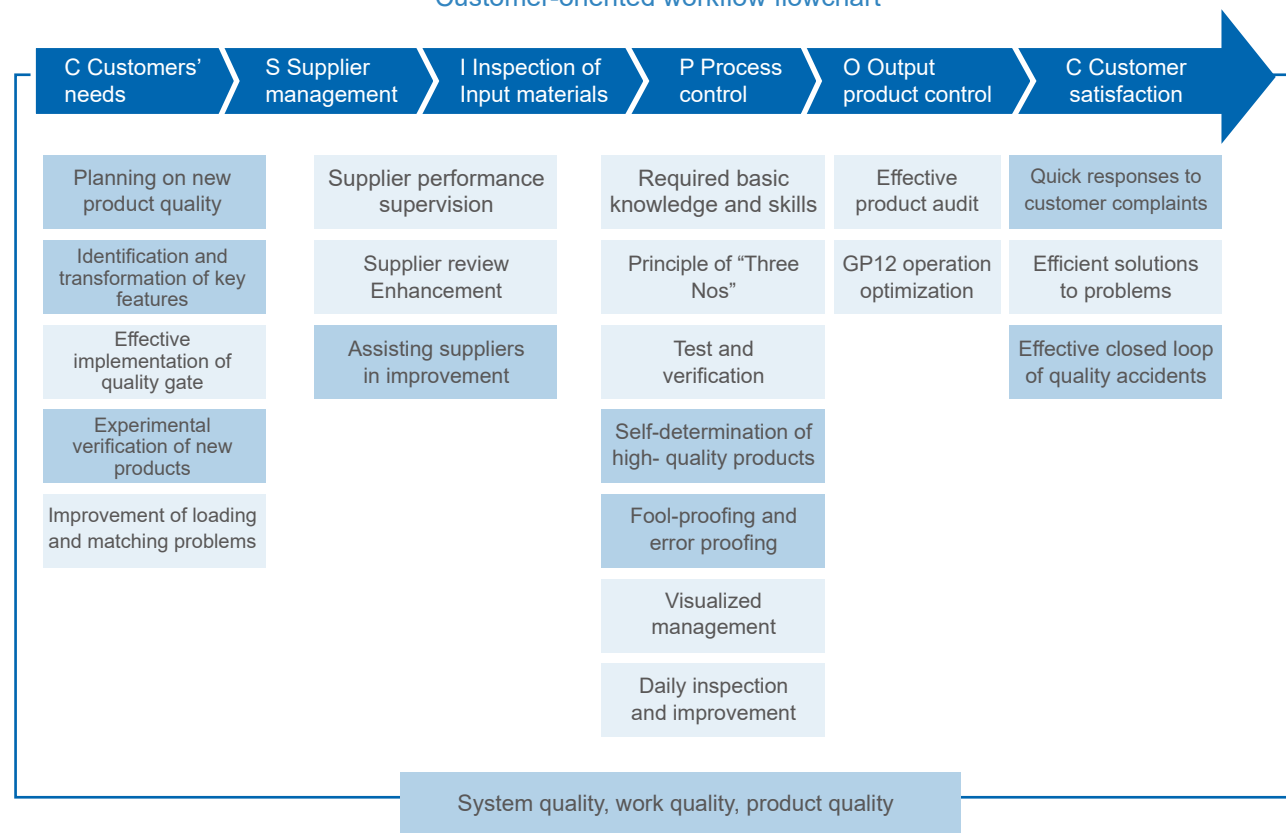 Customer-oriented workflow flowchart
C Customers’
needs
S Supplier
management
I Inspection of
Input materials
P Process
control
O Output
product control
C Customer
satisfaction
Planning on new
product quality
Identification and
transformation of key
features
Effective
implementation of
quality gate
Experimental
verification of new
products
Improvement of loading
and matching problems
Supplier performance
supervision
Supplier review
Enhancement
Assisting suppliers
in improvement
Required basic
knowledge and skills
Principle of “Three
Nos”
Test and
verification
Self-determination of
high- quality products
Fool-proofing and
error proofing
Visualized
management
Daily inspection
and improvement
Effective
product audit
GP12 operation
optimization
Quick responses to
customer complaints
Efficient solutions
to problems
Effective closed loop
of quality accidents
System quality, work quality, product quality